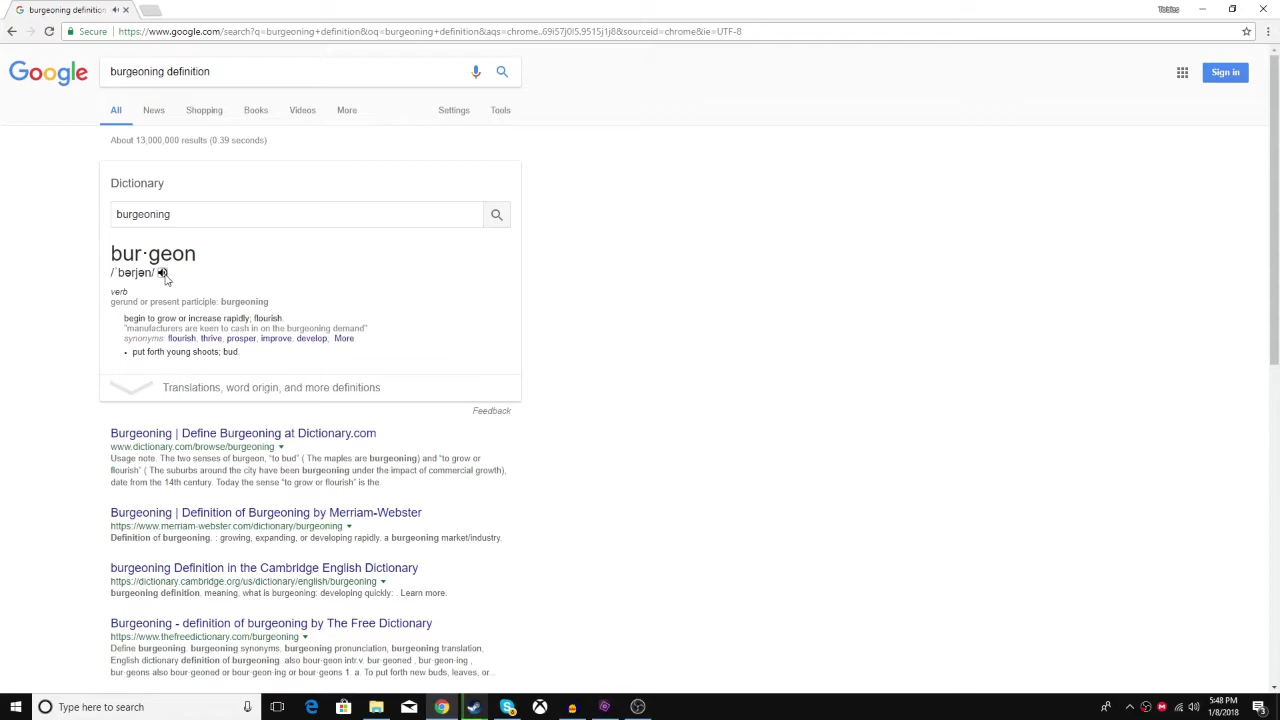 burgeoning definition
Tobias
Secure
https://www.google.com/search?q=burgeoning+definition&oq=burgeoning+definition&aqs=chrome..69i57j0l5.9515j1j8&sourceid=chrome&ie=UTF-8
Google
burgeoning definition
Sign in
All News Shopping Books Videos More Settings Tools
About 13,000,000 results (0.39 seconds)
Dictionary
burgeoning
bur·geon
/ˈbərjən/
verb
gerund or present participle: burgeoning
begin to grow or increase rapidly; flourish.
"manufacturers are keen to cash in on the burgeoning demand"
synonyms: flourish, thrive, prosper, improve, develop; More
• put forth young shoots; bud.
Translations, word origin, and more definitions
Feedback
Burgeoning | Define Burgeoning at Dictionary.com
www.dictionary.com/browse/burgeoning
Usage note. The two senses of burgeon, “to bud” ( The maples are burgeoning) and “to grow or
flourish” ( The suburbs around the city have been burgeoning under the impact of commercial growth),
date from the 14th century. Today the sense “to grow or flourish” is the.
Burgeoning | Definition of Burgeoning by Merriam-Webster
https://www.merriam-webster.com/dictionary/burgeoning
Definition of burgeoning. : growing, expanding, or developing rapidly. a burgeoning market/industry.
burgeoning Definition in the Cambridge English Dictionary
https://dictionary.cambridge.org/us/dictionary/english/burgeoning
burgeoning definition, meaning, what is burgeoning: developing quickly: . Learn more.
Burgeoning - definition of burgeoning by The Free Dictionary
https://www.thefreedictionary.com/burgeoning
Define burgeoning. burgeoning synonyms, burgeoning pronunciation, burgeoning translation,
English dictionary definition of burgeoning. also bour·geon intr.v. bur·geoned , bur·geon·ing ,
bur·geons also bour·geoned or bour·geon·ing or bour·geons 1. a. To put forth new buds, leaves, or...
Type here to search
5:48 PM
1/8/2018
3